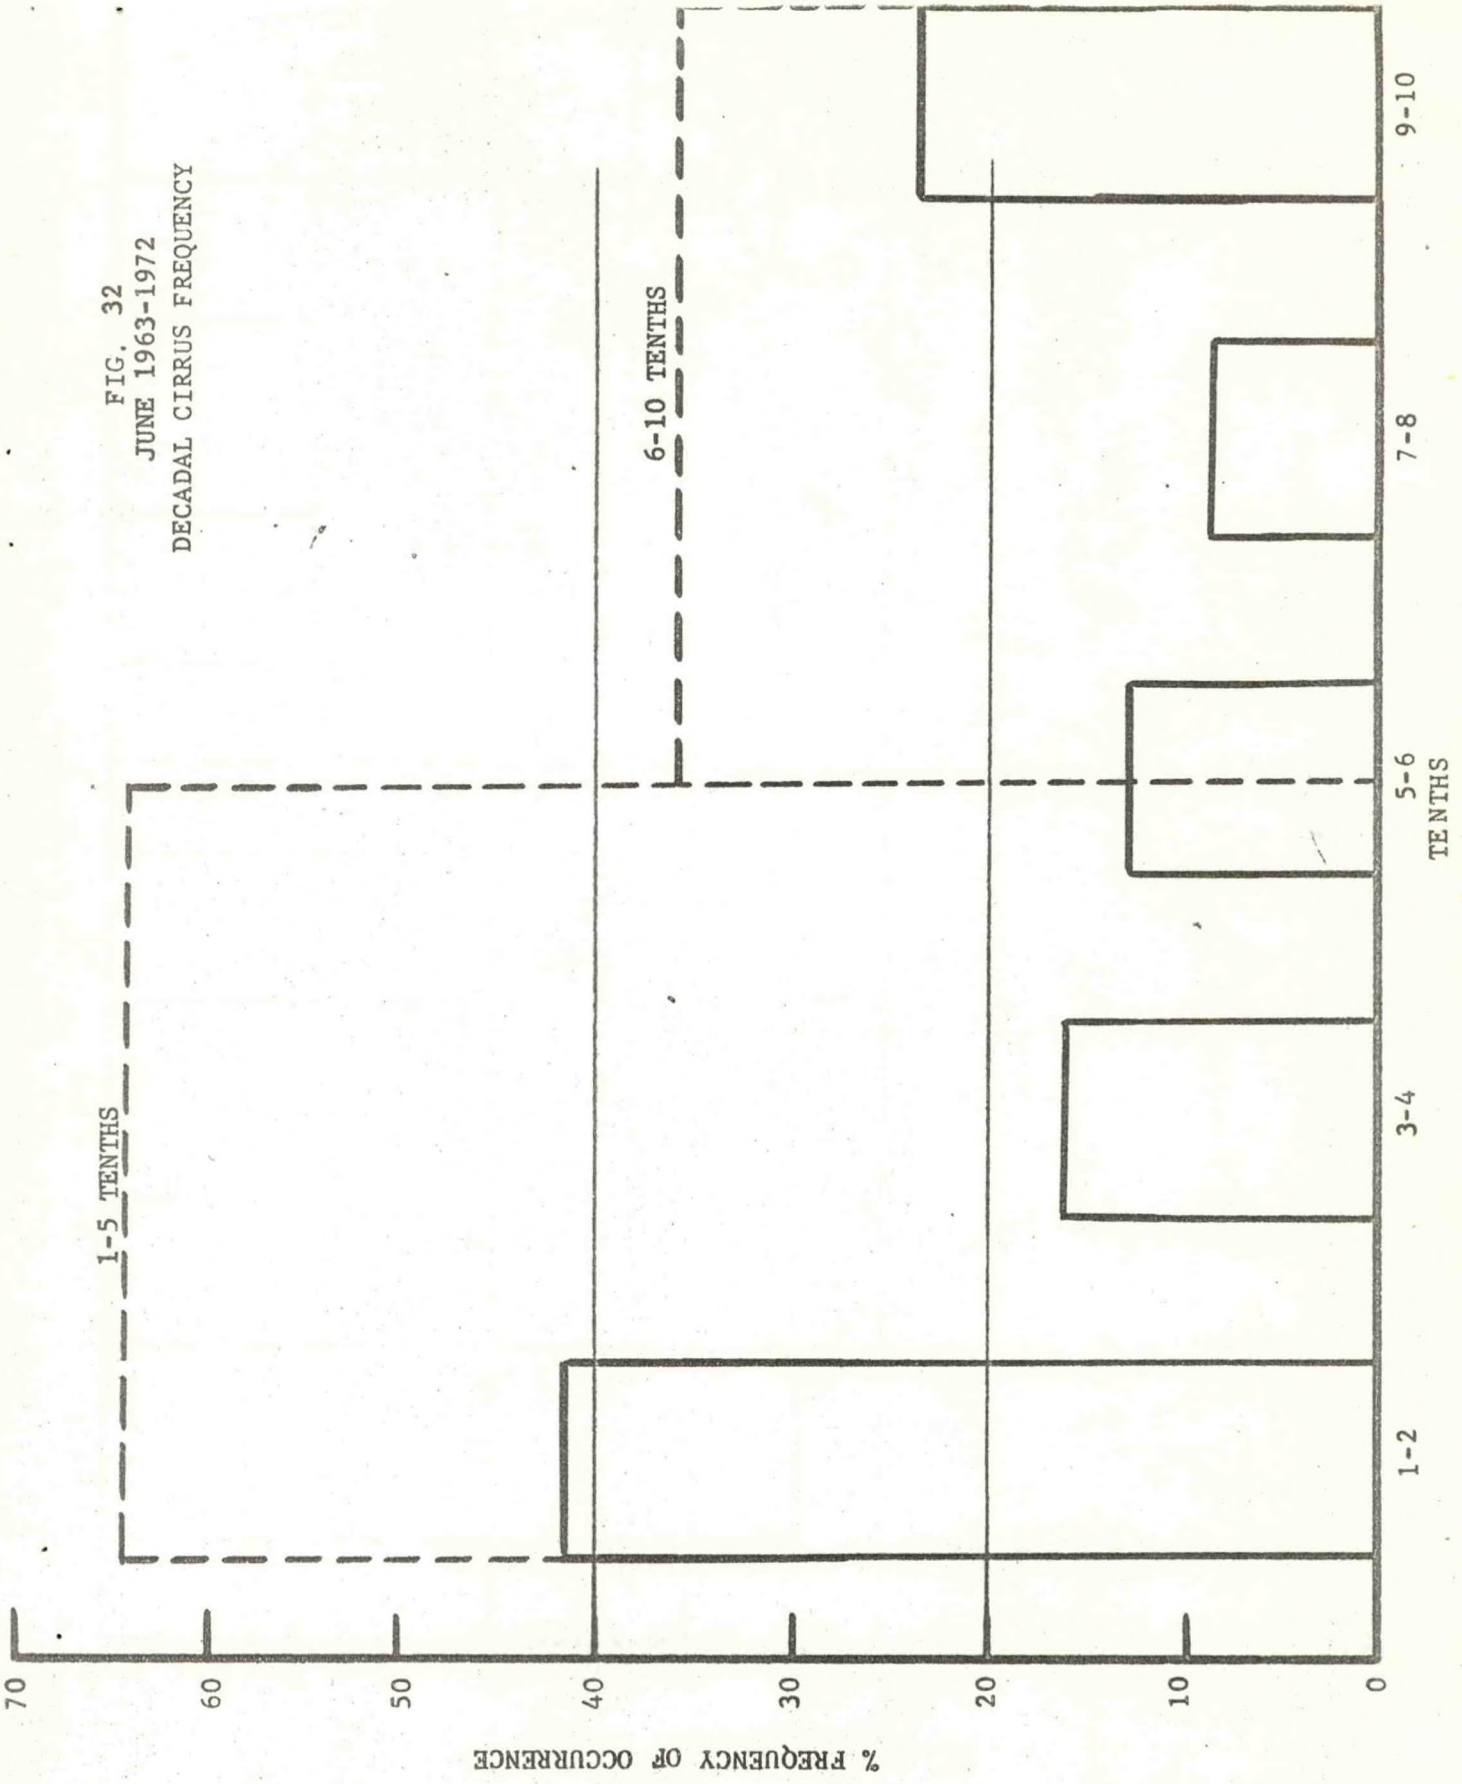 FIG. 32
JUNE 1963-1972
DECADAL CIRRUS FREQUENCY
% FREQUENCY OF OCCURRENCE
70
60
50
40
30
20
10
0
1-5 TENTHS
6-10 TENTHS
1-2
3-4
5-6
7-8
9-10
TENTHS